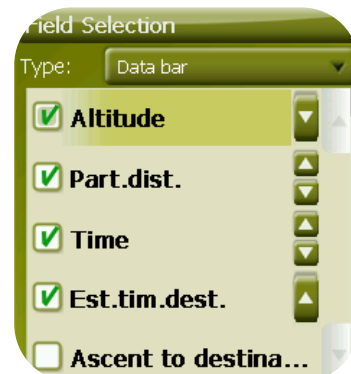 Field Selection
Type: Data bar
Altitude
Part.dist.
Time
Est.tim.dest.
Ascent to destina...